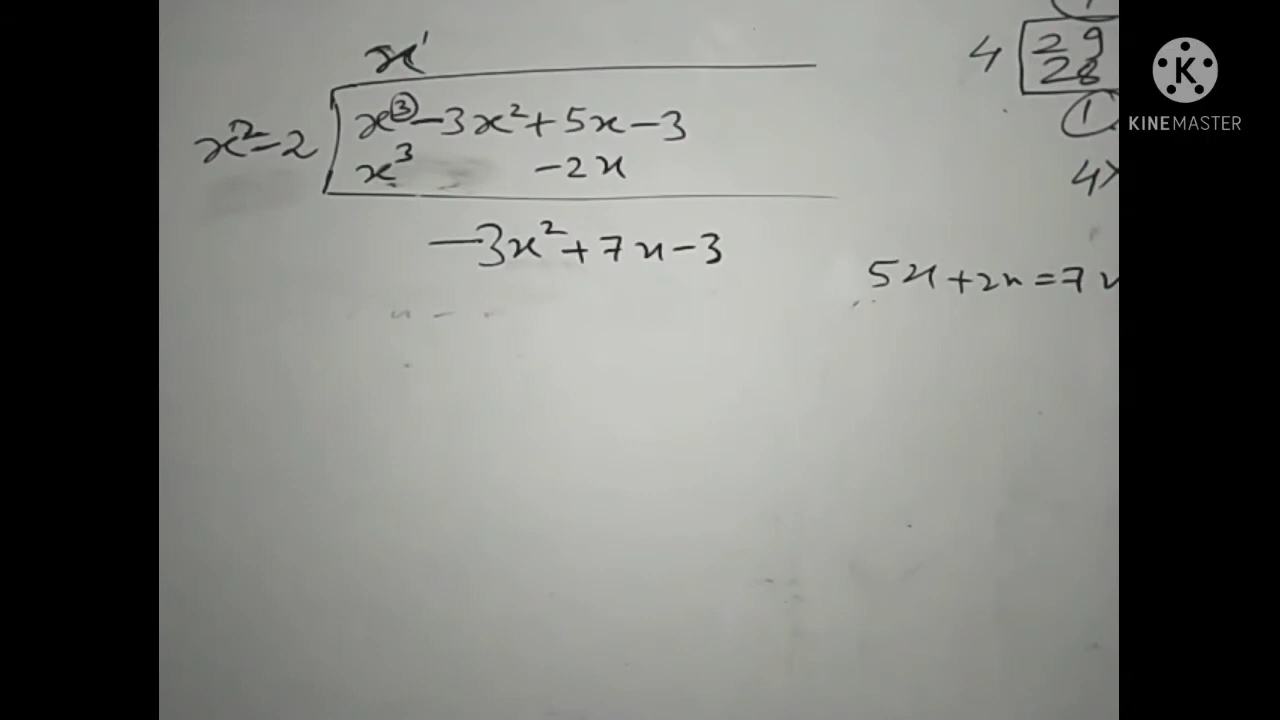 x¹
x²-2
x³-3x²+5x-3
x³ -2x
-3x²+7x-3
4
29
28
1
4x
5x+2x=7x
K
KINEMASTER